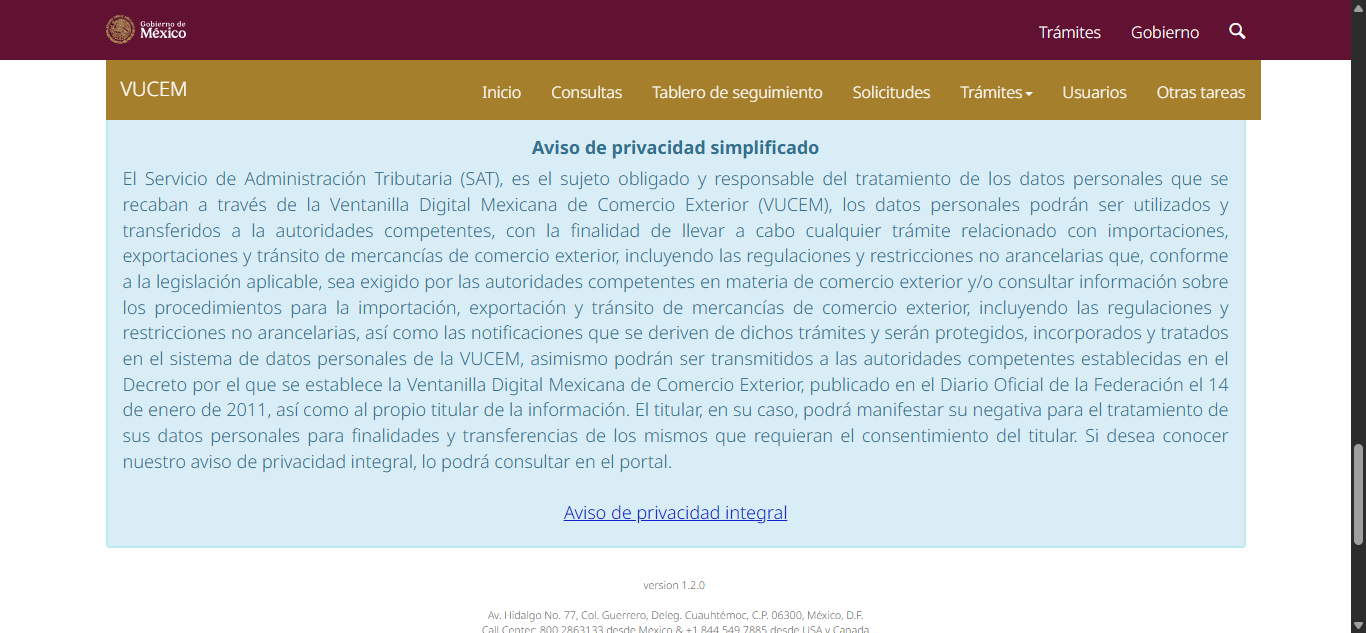 Gobierno de
México
Trámites Gobierno
VUCEM
Inicio Consultas Tablero de seguimiento Solicitudes Trámites Usuarios Otras tareas
Aviso de privacidad simplificado
El Servicio de Administración Tributaria (SAT), es el sujeto obligado y responsable del tratamiento de los datos personales que se
recaban a través de la Ventanilla Digital Mexicana de Comercio Exterior (VUCEM), los datos personales podrán ser utilizados y
transferidos a la autoridades competentes, con la finalidad de llevar a cabo cualquier trámite relacionado con importaciones,
exportaciones y tránsito de mercancías de comercio exterior, incluyendo las regulaciones y restricciones no arancelarias que, conforme
a la legislación aplicable, sea exigido por las autoridades competentes en materia de comercio exterior y/o consultar información sobre
los procedimientos para la importación, exportación y tránsito de mercancías de comercio exterior, incluyendo las regulaciones y
restricciones no arancelarias, así como las notificaciones que se deriven de dichos trámites y serán protegidos, incorporados y tratados
en el sistema de datos personales de la VUCEM, asimismo podrán ser transmitidos a las autoridades competentes establecidas en el
Decreto por el que se establece la Ventanilla Digital Mexicana de Comercio Exterior, publicado en el Diario Oficial de la Federación el 14
de enero de 2011, así como al propio titular de la información. El titular, en su caso, podrá manifestar su negativa para el tratamiento de
sus datos personales para finalidades y transferencias de los mismos que requieran el consentimiento del titular. Si desea conocer
nuestro aviso de privacidad integral, lo podrá consultar en el portal.
Aviso de privacidad integral
version 1.2.0
Av. Hidalgo No. 77, Col. Guerrero, Deleg. Cuauhtémoc, C.P. 06300, México, D.F.
Call Center: 800 2863133 desde Mexico & +1 844 549 7885 desde USA y Canada